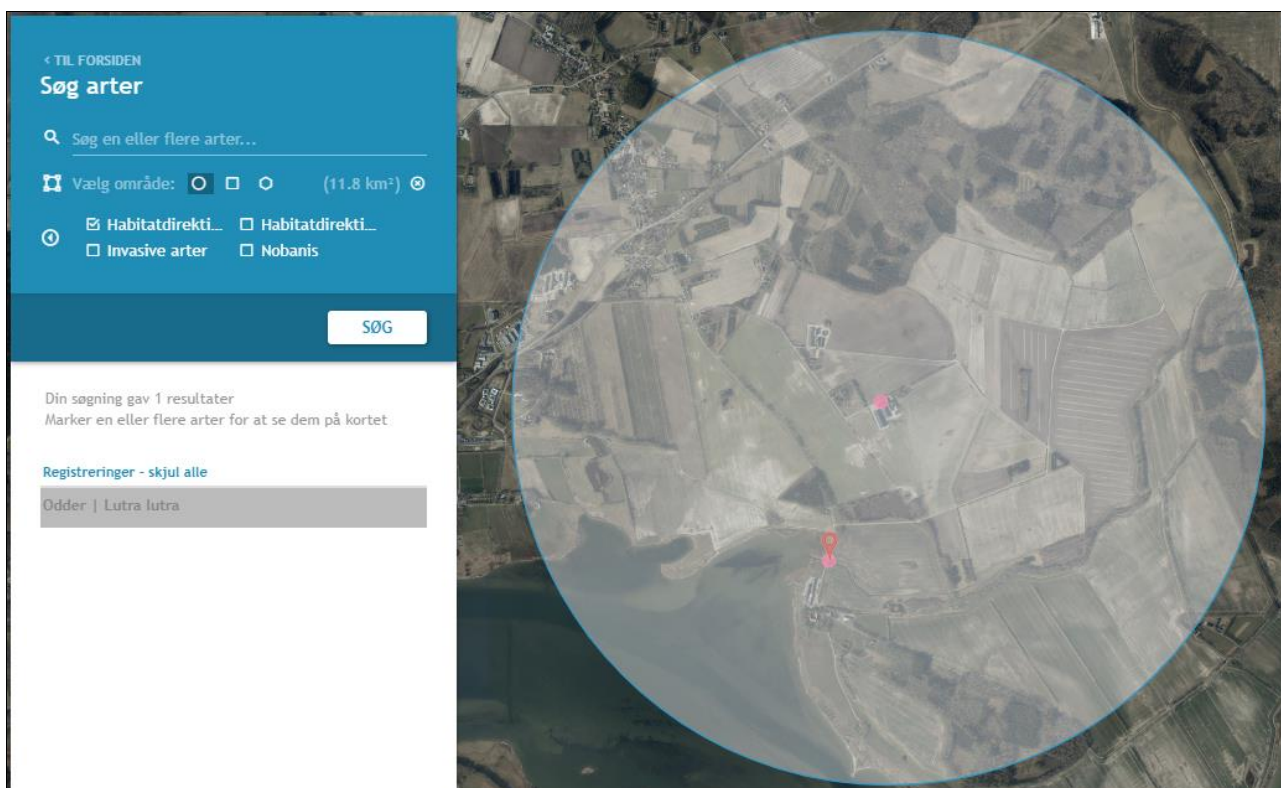 ‹ TIL FORSIDEN
Søg arter
Søg en eller flere arter...
Vælg område: (11.8 km²)
Habitatdirekti... Habitatdirekti...
Invasive arter Nobanis
SØG
Din søgning gav 1 resultater
Marker en eller flere arter for at se dem på kortet
Registreringer - skjul alle
Odder | Lutra lutra